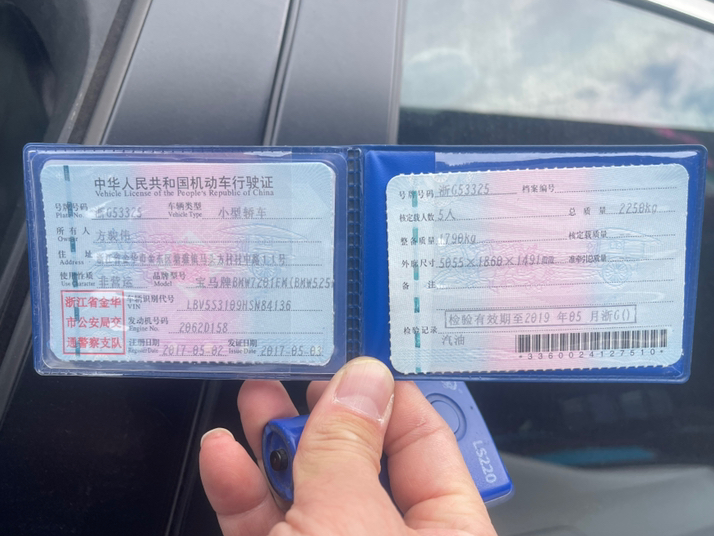 中华人民共和国机动车行驶证
Vehicle License of the People's Republic of China
号牌号码 浙G53325 车辆类型 小型轿车
Plate No. Vehicle Type
所有人 方骏伟
Owner
住址
Address
使用性质 非营运 品牌型号 宝马牌BMW7201
Use Character Model
浙江省金华
市公安局交
通警察支队
车辆识别代号
VIN LBV5531
发动机号码 2062D158
Engine No.
注册日期 2017-05-02 发证日期 2017-05-03
Register Date Issue Date
号牌号码 浙G53325 档案编号
核定载人数 5人 总质量 2250kg
整备质量 1790kg 核定载质量
外廓尺寸 5055×1868×1491mm 准牵引总质量
备注
检验有效期至2019年05月浙G()
检验记录
汽油
*3360024127510*
LS220